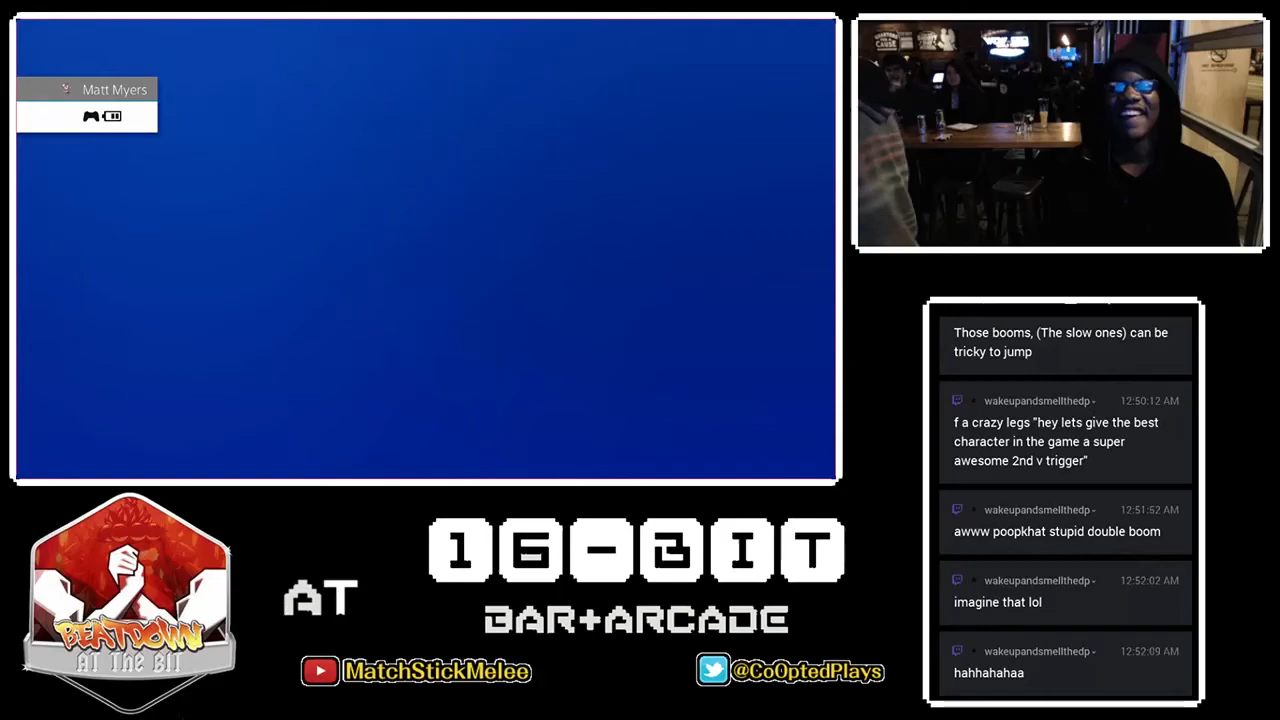 Matt Myers
Those booms, (The slow ones) can be
tricky to jump
wakeupandsmellthedp 12:50:12 AM
f a crazy legs "hey lets give the best
character in the game a super
awesome 2nd v trigger"
wakeupandsmellthedp 12:51:52 AM
awww poopkhat stupid double boom
wakeupandsmellthedp 12:52:02 AM
imagine that lol
wakeupandsmellthedp 12:52:09 AM
hahhahahaa
BEATDOWN
AT THE BIT
AT
16-BIT
BAR+ARCADE
MatchStickMelee
@CoOptedPlays